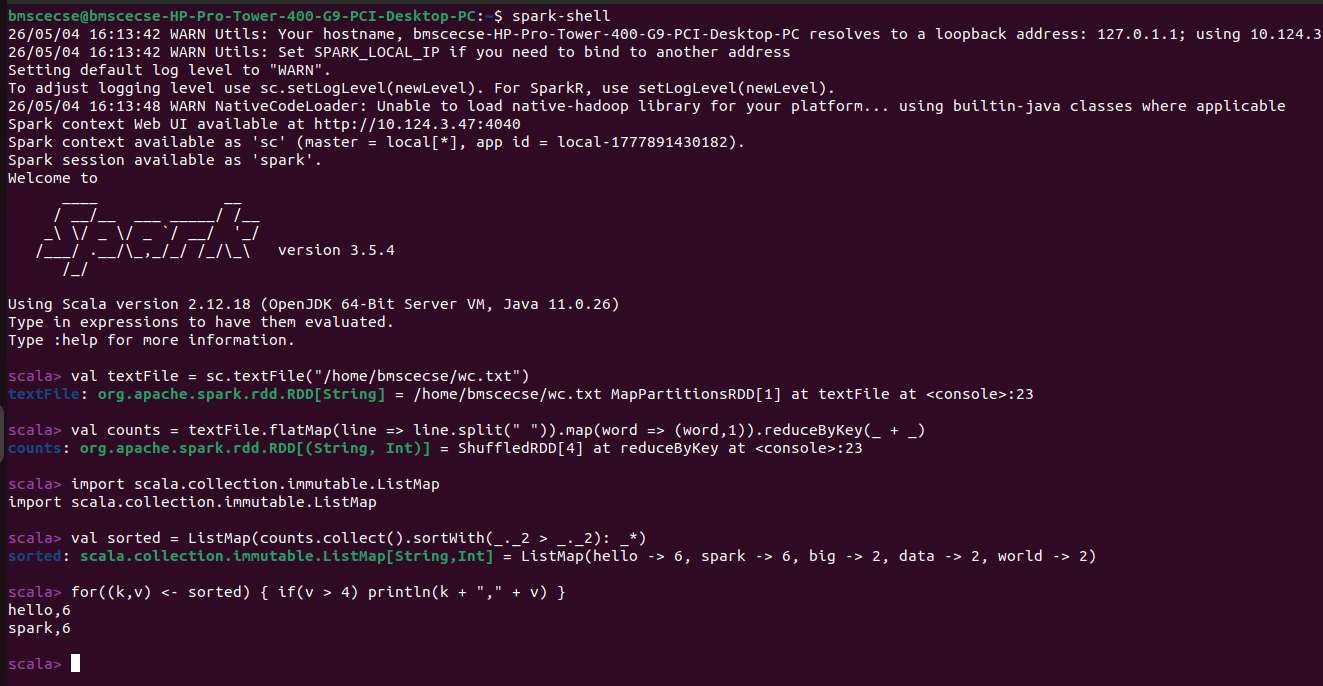 bmscecse@bmscecse-HP-Pro-Tower-400-G9-PCI-Desktop-PC:~$ spark-shell
26/05/04 16:13:42 WARN Utils: Your hostname, bmscecse-HP-Pro-Tower-400-G9-PCI-Desktop-PC resolves to a loopback address: 127.0.1.1; using 10.124.3
26/05/04 16:13:42 WARN Utils: Set SPARK_LOCAL_IP if you need to bind to another address
Setting default log level to "WARN".
To adjust logging level use sc.setLogLevel(newLevel). For SparkR, use setLogLevel(newLevel).
26/05/04 16:13:48 WARN NativeCodeLoader: Unable to load native-hadoop library for your platform... using builtin-java classes where applicable
Spark context Web UI available at http://10.124.3.47:4040
Spark context available as 'sc' (master = local[*], app id = local-1777891430182).
Spark session available as 'spark'.
Welcome to
      ____              __
     / __/__  ___ _____/ /__
    _\ \/ _ \/ _ `/ __/  '_/
   /___/ .__/\_,_/_/ /_/\_\   version 3.5.4
      /_/
Using Scala version 2.12.18 (OpenJDK 64-Bit Server VM, Java 11.0.26)
Type in expressions to have them evaluated.
Type :help for more information.
scala> val textFile = sc.textFile("/home/bmscecse/wc.txt")
textFile: org.apache.spark.rdd.RDD[String] = /home/bmscecse/wc.txt MapPartitionsRDD[1] at textFile at <console>:23
scala> val counts = textFile.flatMap(line => line.split(" ")).map(word => (word,1)).reduceByKey(_ + _)
counts: org.apache.spark.rdd.RDD[(String, Int)] = ShuffledRDD[4] at reduceByKey at <console>:23
scala> import scala.collection.immutable.ListMap
import scala.collection.immutable.ListMap
scala> val sorted = ListMap(counts.collect().sortWith(_._2 > _._2): _*)
sorted: scala.collection.immutable.ListMap[String,Int] = ListMap(hello -> 6, spark -> 6, big -> 2, data -> 2, world -> 2)
scala> for((k,v) <- sorted) { if(v > 4) println(k + "," + v) }
hello,6
spark,6
scala>